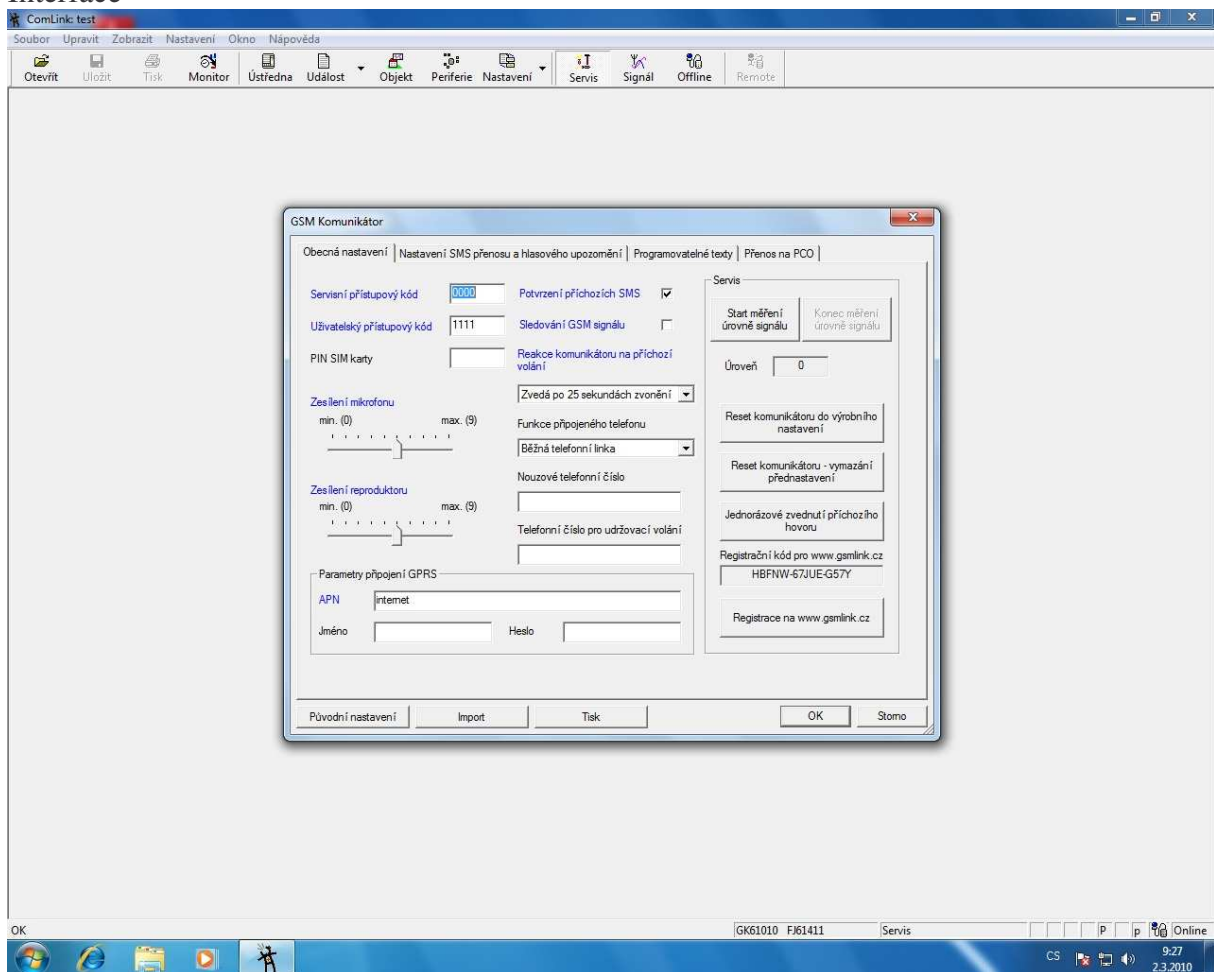 ComLink: test
Soubor Upravit Zobrazit Nastavení Okno Nápověda
Otevřít Uložit Tisk Monitor Ústředna Událost Objekt Periferie Nastavení Servis Signál Offline Remote
GSM Komunikátor
Obecná nastavení Nastavení SMS přenosu a hlasového upozornění Programovatelné texty Přenos na PCO
Servisní přístupový kód 0000
Uživatelský přístupový kód 1111
PIN SIM karty
Zesílení mikrofonu
min. (0) max. (9)
Zesílení reproduktoru
min. (0) max. (9)
Potvrzení příchozích SMS
Sledování GSM signálu
Reakce komunikátoru na příchozí
volání
Zvedá po 25 sekundách zvonění
Funkce připojeného telefonu
Běžná telefonní linka
Nouzové telefonní číslo
Telefonní číslo pro udržovací volání
Parametry připojení GPRS
APN internet
Jméno Heslo
Servis
Start měření
úrovně signálu
Konec měření
úrovně signálu
Úroveň 0
Reset komunikátoru do výrobního
nastavení
Reset komunikátoru - vymazání
přednastavení
Jednorázové zvednutí příchozího
hovoru
Registrační kód pro www.gsmlink.cz
HBFNW-67JUE-G57Y
Registrace na www.gsmlink.cz
Původní nastavení Import Tisk OK Storno
OK GK61010 FJ61411 Servis P p Online
CS 9:27
2.3.2010